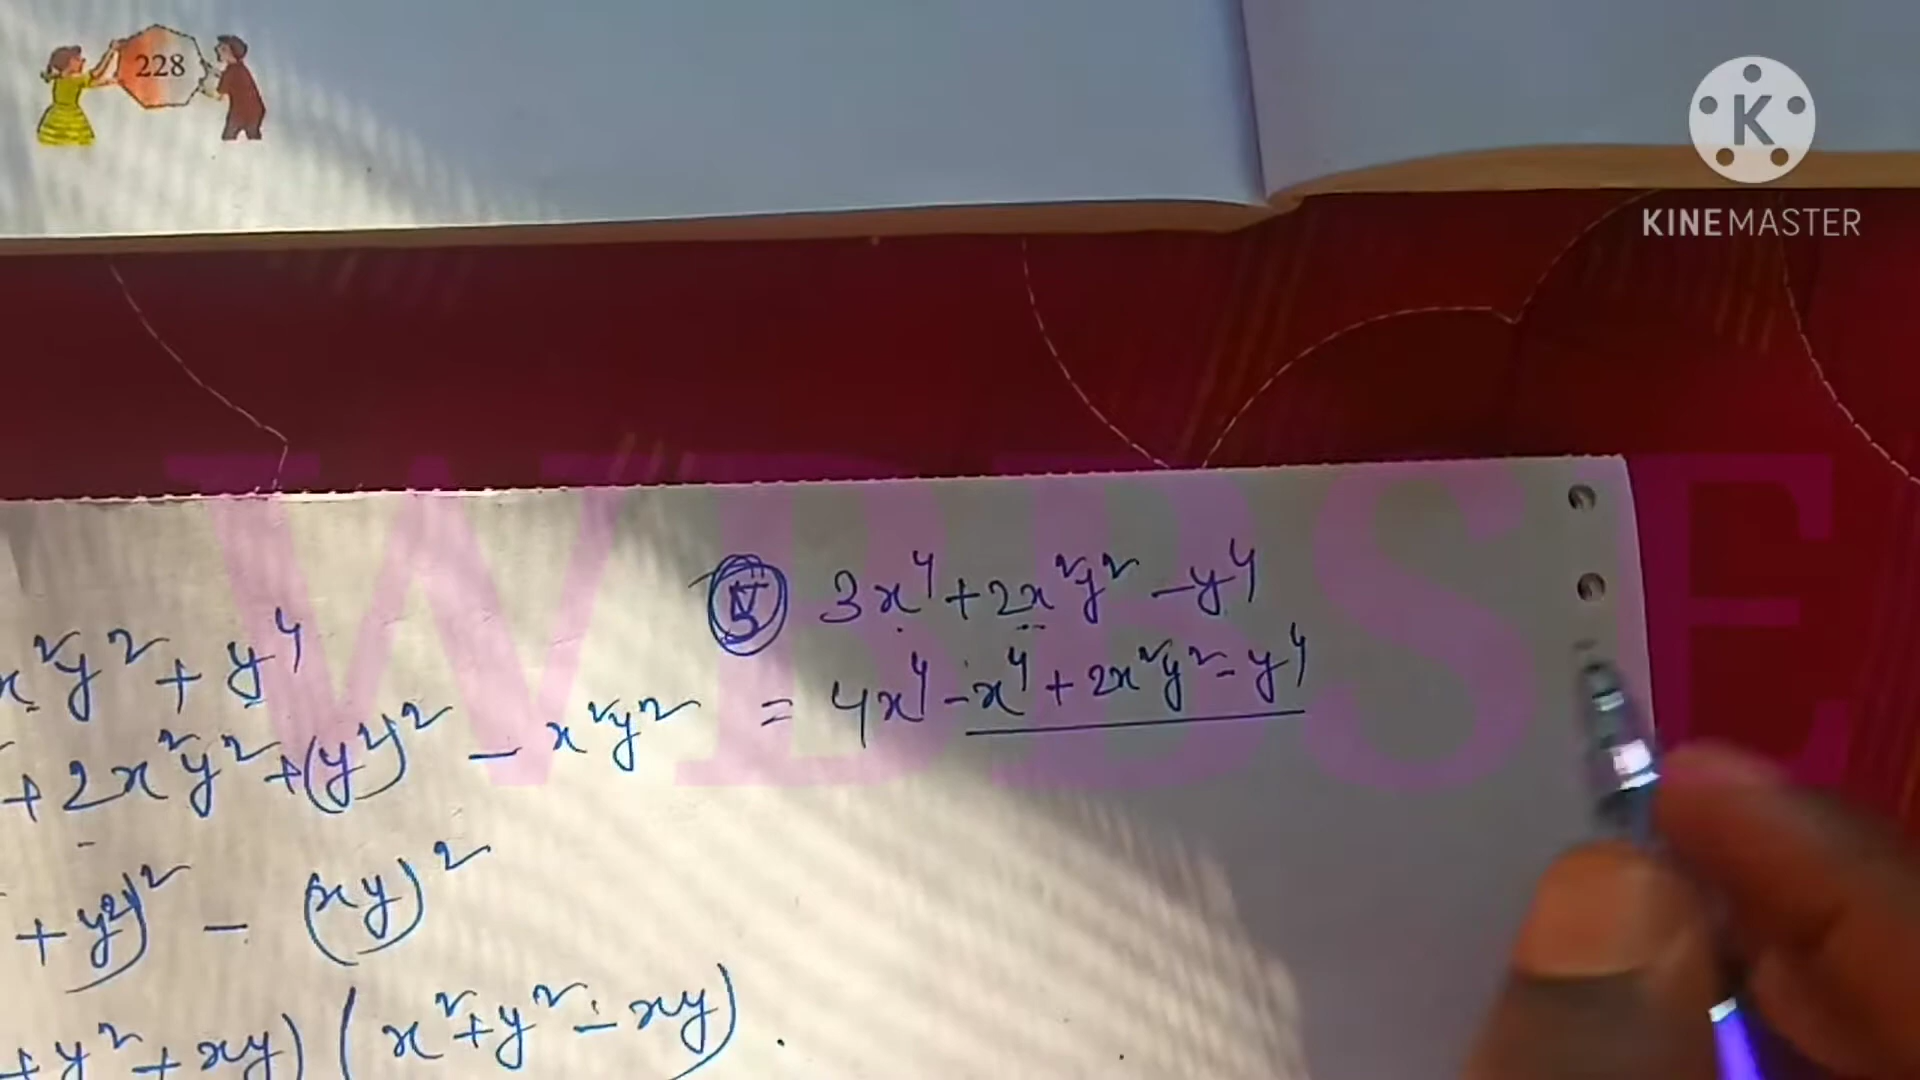 228
K
KINEMASTER
WBBSE
x²y² + y⁴
+ 2x²y² + (y²)² - x²y²
+ y²)² - (xy)²
+ y² + xy) (x² + y² - xy).
5 3x⁴ + 2x²y² - y⁴
= 4x⁴ - x⁴ + 2x²y² - y⁴